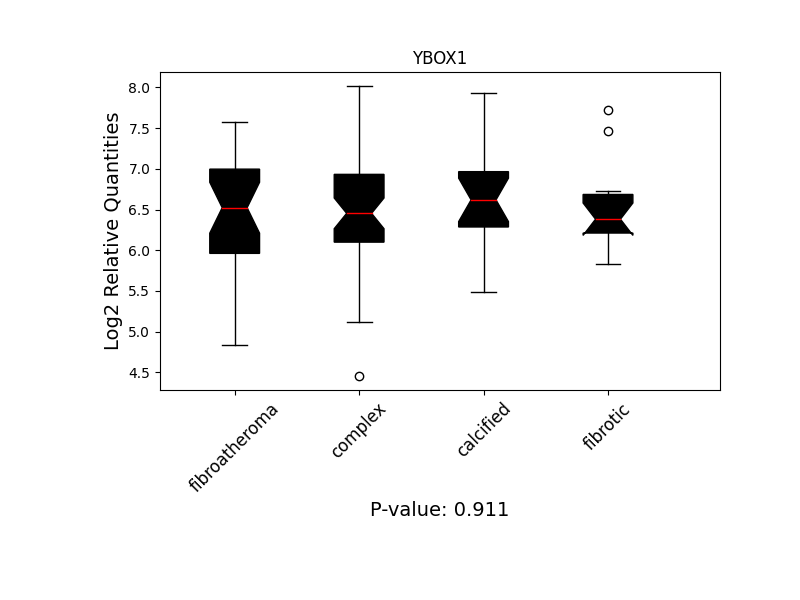 YBOX1
Log2 Relative Quantities
8.0
7.5
7.0
6.5
6.0
5.5
5.0
4.5
fibroatheroma
complex
calcified
fibrotic
P-value: 0.911